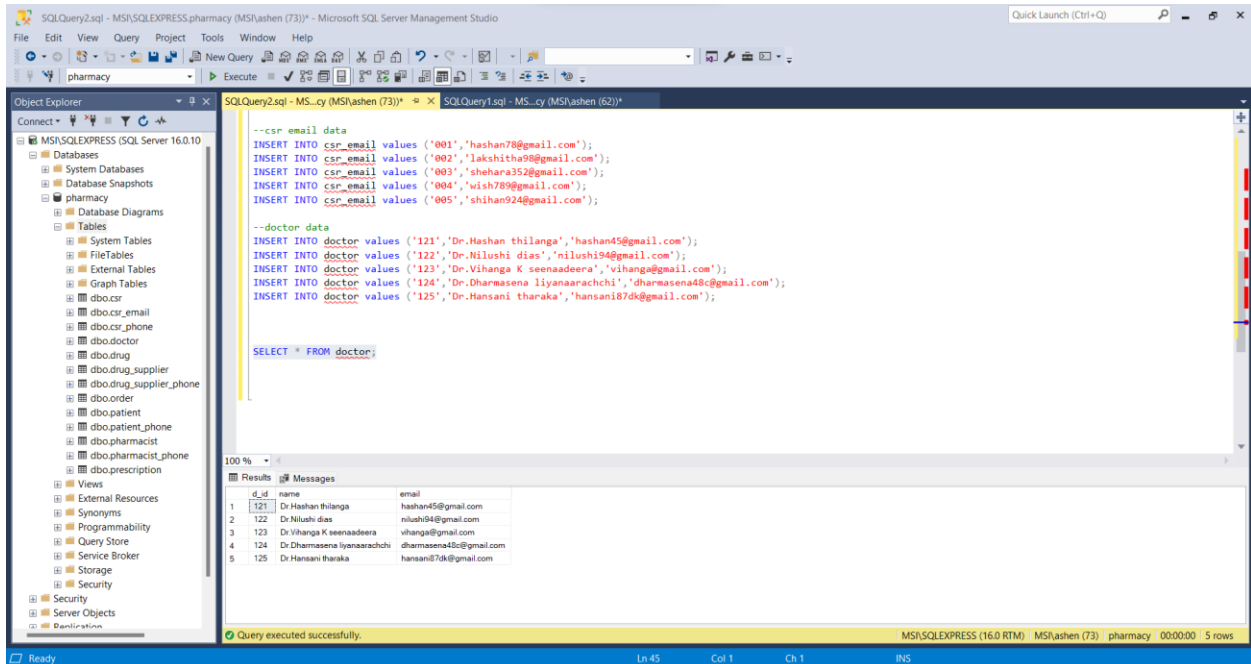 SQLQuery2.sql - MSI\SQLEXPRESS.pharmacy (MSI\ashen (73))* - Microsoft SQL Server Management Studio
Quick Launch (Ctrl+Q)
File Edit View Query Project Tools Window Help
New Query
pharmacy
Execute
Object Explorer
SQLQuery2.sql - MS...cy (MSI\ashen (73))*
SQLQuery1.sql - MS...cy (MSI\ashen (62))*
Connect
MSI\SQLEXPRESS (SQL Server 16.0.10
Databases
System Databases
Database Snapshots
pharmacy
Database Diagrams
Tables
System Tables
FileTables
External Tables
Graph Tables
dbo.csr
dbo.csr_email
dbo.csr_phone
dbo.doctor
dbo.drug
dbo.drug_supplier
dbo.drug_supplier_phone
dbo.order
dbo.patient
dbo.patient_phone
dbo.pharmacist
dbo.pharmacist_phone
dbo.prescription
Views
External Resources
Synonyms
Programmability
Query Store
Service Broker
Storage
Security
Security
Server Objects
Replication
--csr email data
INSERT INTO csr_email values ('001','hashan78@gmail.com');
INSERT INTO csr_email values ('002','lakshitha98@gmail.com');
INSERT INTO csr_email values ('003','shehara352@gmail.com');
INSERT INTO csr_email values ('004','wish789@gmail.com');
INSERT INTO csr_email values ('005','shihan924@gmail.com');
--doctor data
INSERT INTO doctor values ('121','Dr.Hashan thilanga','hashan45@gmail.com');
INSERT INTO doctor values ('122','Dr.Nilushi dias','nilushi94@gmail.com');
INSERT INTO doctor values ('123','Dr.Vihanga K seenaadeera','vihanga@gmail.com');
INSERT INTO doctor values ('124','Dr.Dharmasena liyanaarachchi','dharmasena48c@gmail.com');
INSERT INTO doctor values ('125','Dr.Hansani tharaka','hansani87dk@gmail.com');
SELECT * FROM doctor;
100 %
Results Messages
d_id name email
1 121 Dr.Hashan thilanga hashan45@gmail.com
2 122 Dr.Nilushi dias nilushi94@gmail.com
3 123 Dr.Vihanga K seenaadeera vihanga@gmail.com
4 124 Dr.Dharmasena liyanaarachchi dharmasena48c@gmail.com
5 125 Dr.Hansani tharaka hansani87dk@gmail.com
Query executed successfully.
MSI\SQLEXPRESS (16.0 RTM) MSI\ashen (73) pharmacy 00:00:00 5 rows
Ready Ln 45 Col 1 Ch 1 INS